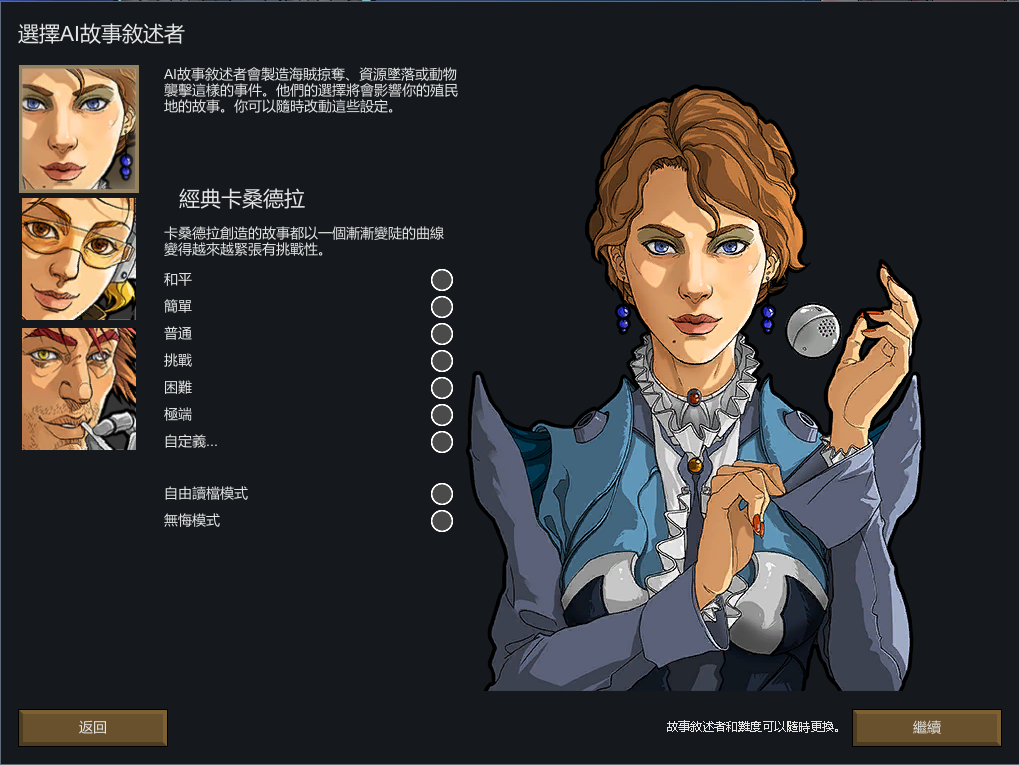 選擇AI故事敘述者
AI故事敘述者會製造海賊掠奪、資源墜落或動物
襲擊這樣的事件。他們的選擇將會影響你的殖民
地的故事。你可以隨時改動這些設定。
經典卡桑德拉
卡桑德拉創造的故事都以一個漸漸變陡的曲線
變得越來越緊張有挑戰性。
和平
簡單
普通
挑戰
困難
極端
自定義...
自由讀檔模式
無悔模式
返回
故事敘述者和難度可以隨時更換。
繼續